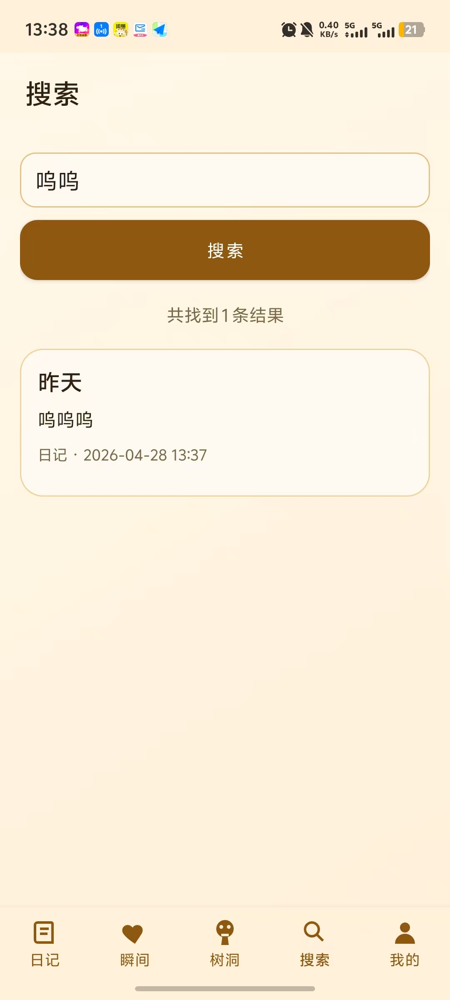 13:38
闲鱼
0.40
KB/s
5G
5G
21
搜索
呜呜
搜索
共找到1条结果
昨天
呜呜呜
日记 · 2026-04-28 13:37
日记
瞬间
树洞
搜索
我的